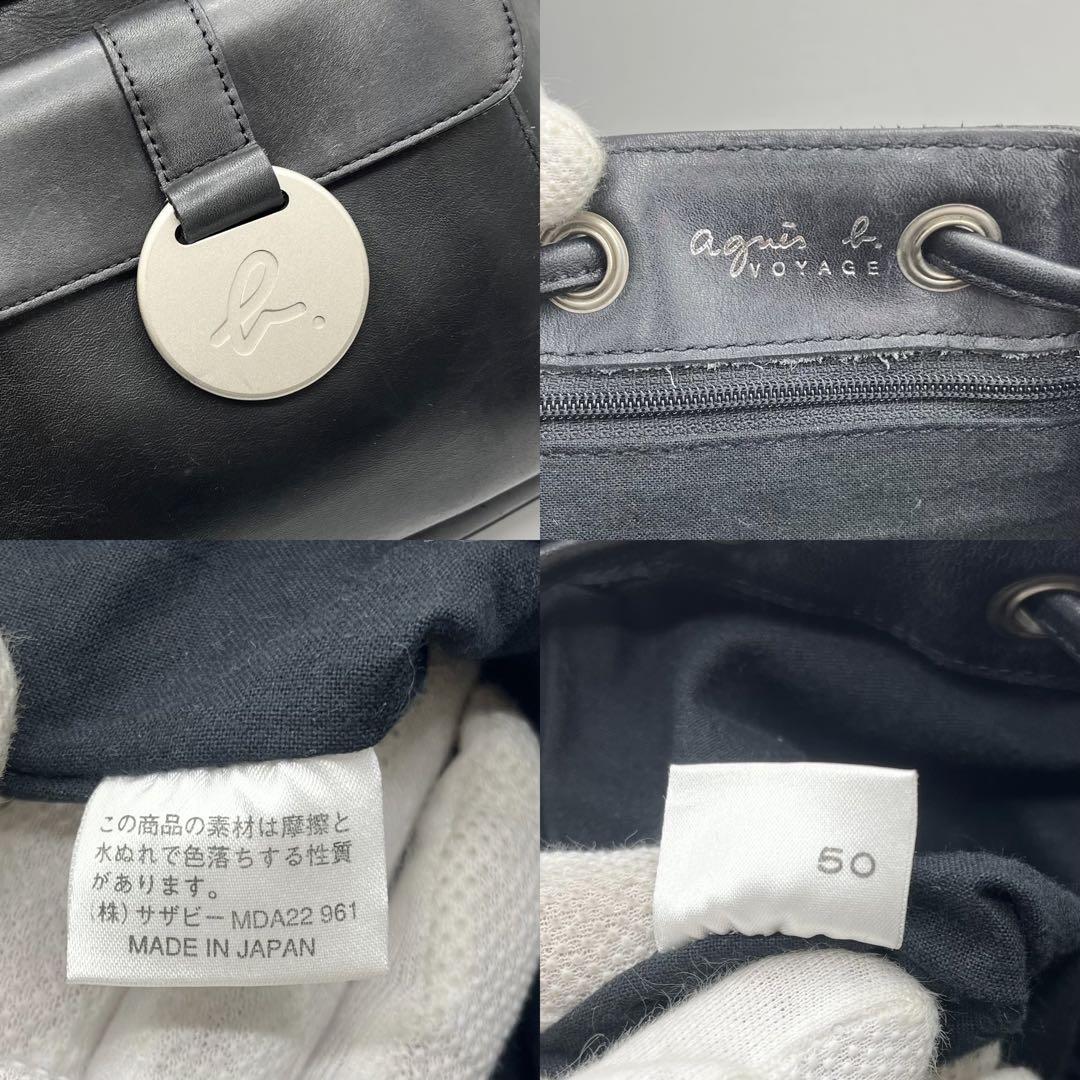 b.
agnès b.
VOYAGE
この商品の素材は摩擦と
水ぬれで色落ちする性質
があります。
(株)サザビー MDA22 961
MADE IN JAPAN
50